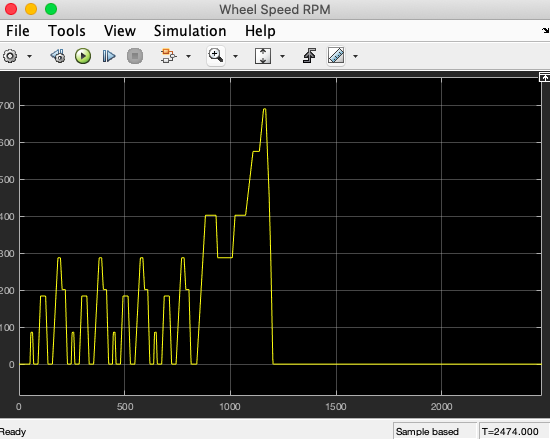 Wheel Speed RPM
File Tools View Simulation Help
700
600
500
400
300
200
100
0
0 500 1000 1500 2000
Ready Sample based T=2474.000